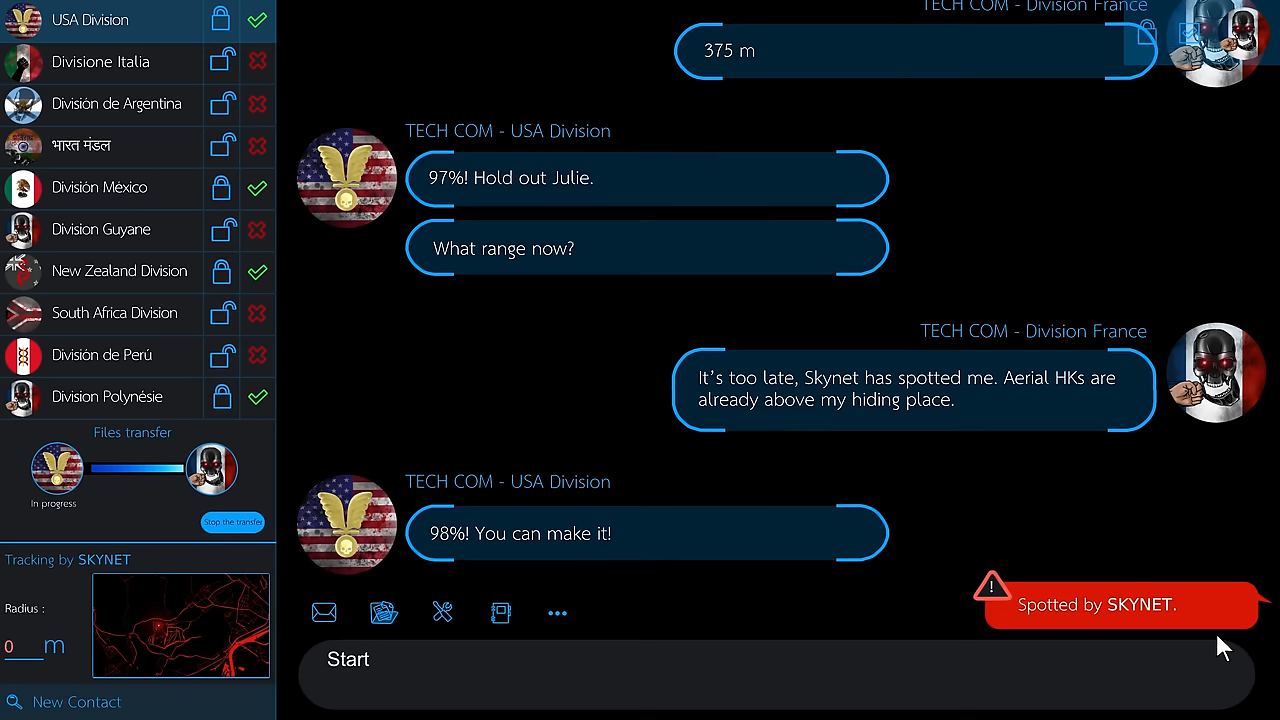 USA Division
Divisione Italia
División de Argentina
भारत मंडल
División México
Division Guyane
New Zealand Division
South Africa Division
División de Perú
Division Polynésie
Files transfer
In progress
Stop the transfer
Tracking by SKYNET
Radius :
0 m
New Contact
TECH COM - Division France
375 m
TECH COM - USA Division
97%! Hold out Julie.
What range now?
TECH COM - Division France
It’s too late, Skynet has spotted me. Aerial HKs are
already above my hiding place.
TECH COM - USA Division
98%! You can make it!
! Spotted by SKYNET.
Start